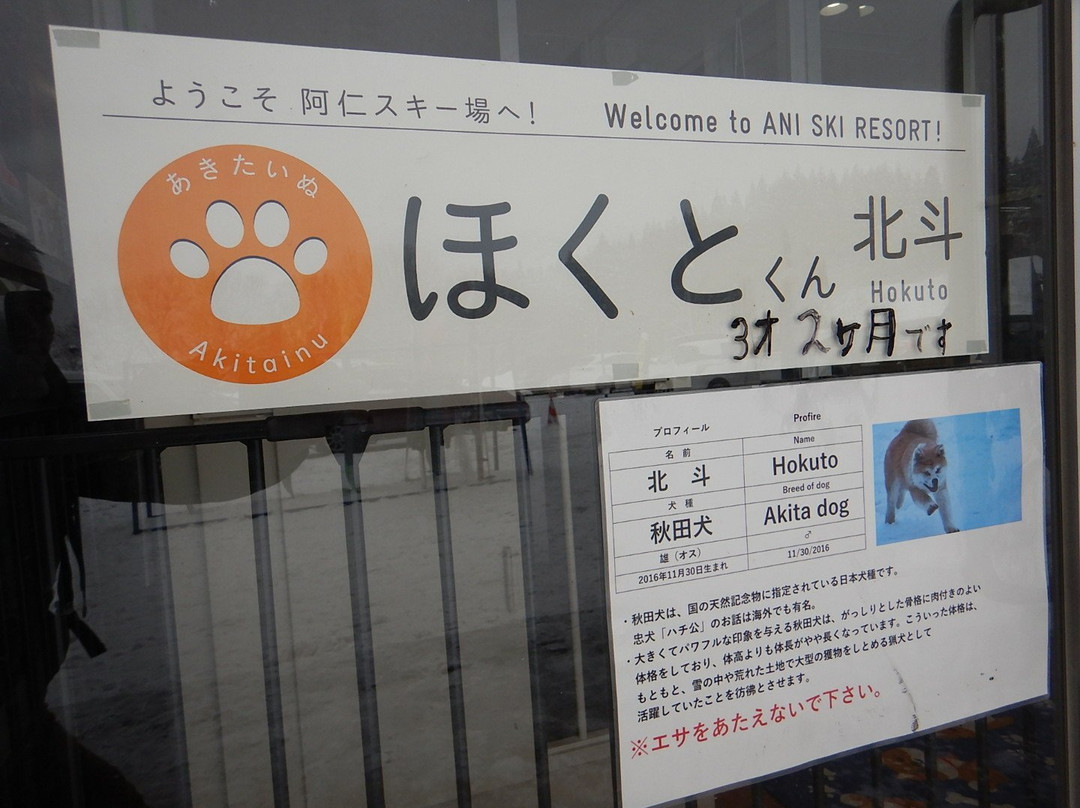 ようこそ 阿仁スキー場へ！ Welcome to ANI SKI RESORT!
あきたいぬ
Akitainu
ほくとくん 北斗
Hokuto
3才 2ヶ月です
プロフィール Profire
名 前 Name
北 斗 Hokuto
犬 種 Breed of dog
秋田犬 Akita dog
雄（オス） ♂
2016年11月30日生まれ 11/30/2016
・秋田犬は、国の天然記念物に指定されている日本犬種です。
忠犬「ハチ公」のお話は海外でも有名。
・大きくてパワフルな印象を与える秋田犬は、がっしりとした骨格に肉付きのよい
体格をしており、体高よりも体長がやや長くなっています。こういった体格は、
もともと、雪の中や荒れた土地で大型の獲物をしとめる猟犬として
活躍していたことを彷彿とさせます。
※エサをあたえないで下さい。